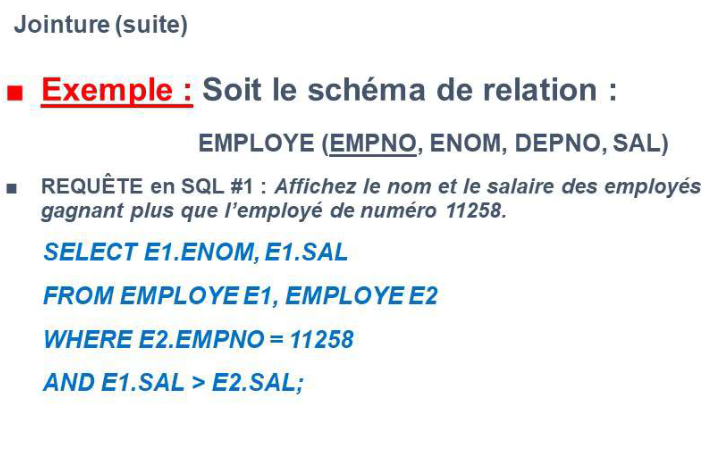 Jointure (suite)
■ Exemple : Soit le schéma de relation :
EMPLOYE (EMPNO, ENOM, DEPNO, SAL)
■ REQUÊTE en SQL #1 : Affichez le nom et le salaire des employés
gagnant plus que l’employé de numéro 11258.
SELECT E1.ENOM, E1.SAL
FROM EMPLOYE E1, EMPLOYE E2
WHERE E2.EMPNO = 11258
AND E1.SAL > E2.SAL;